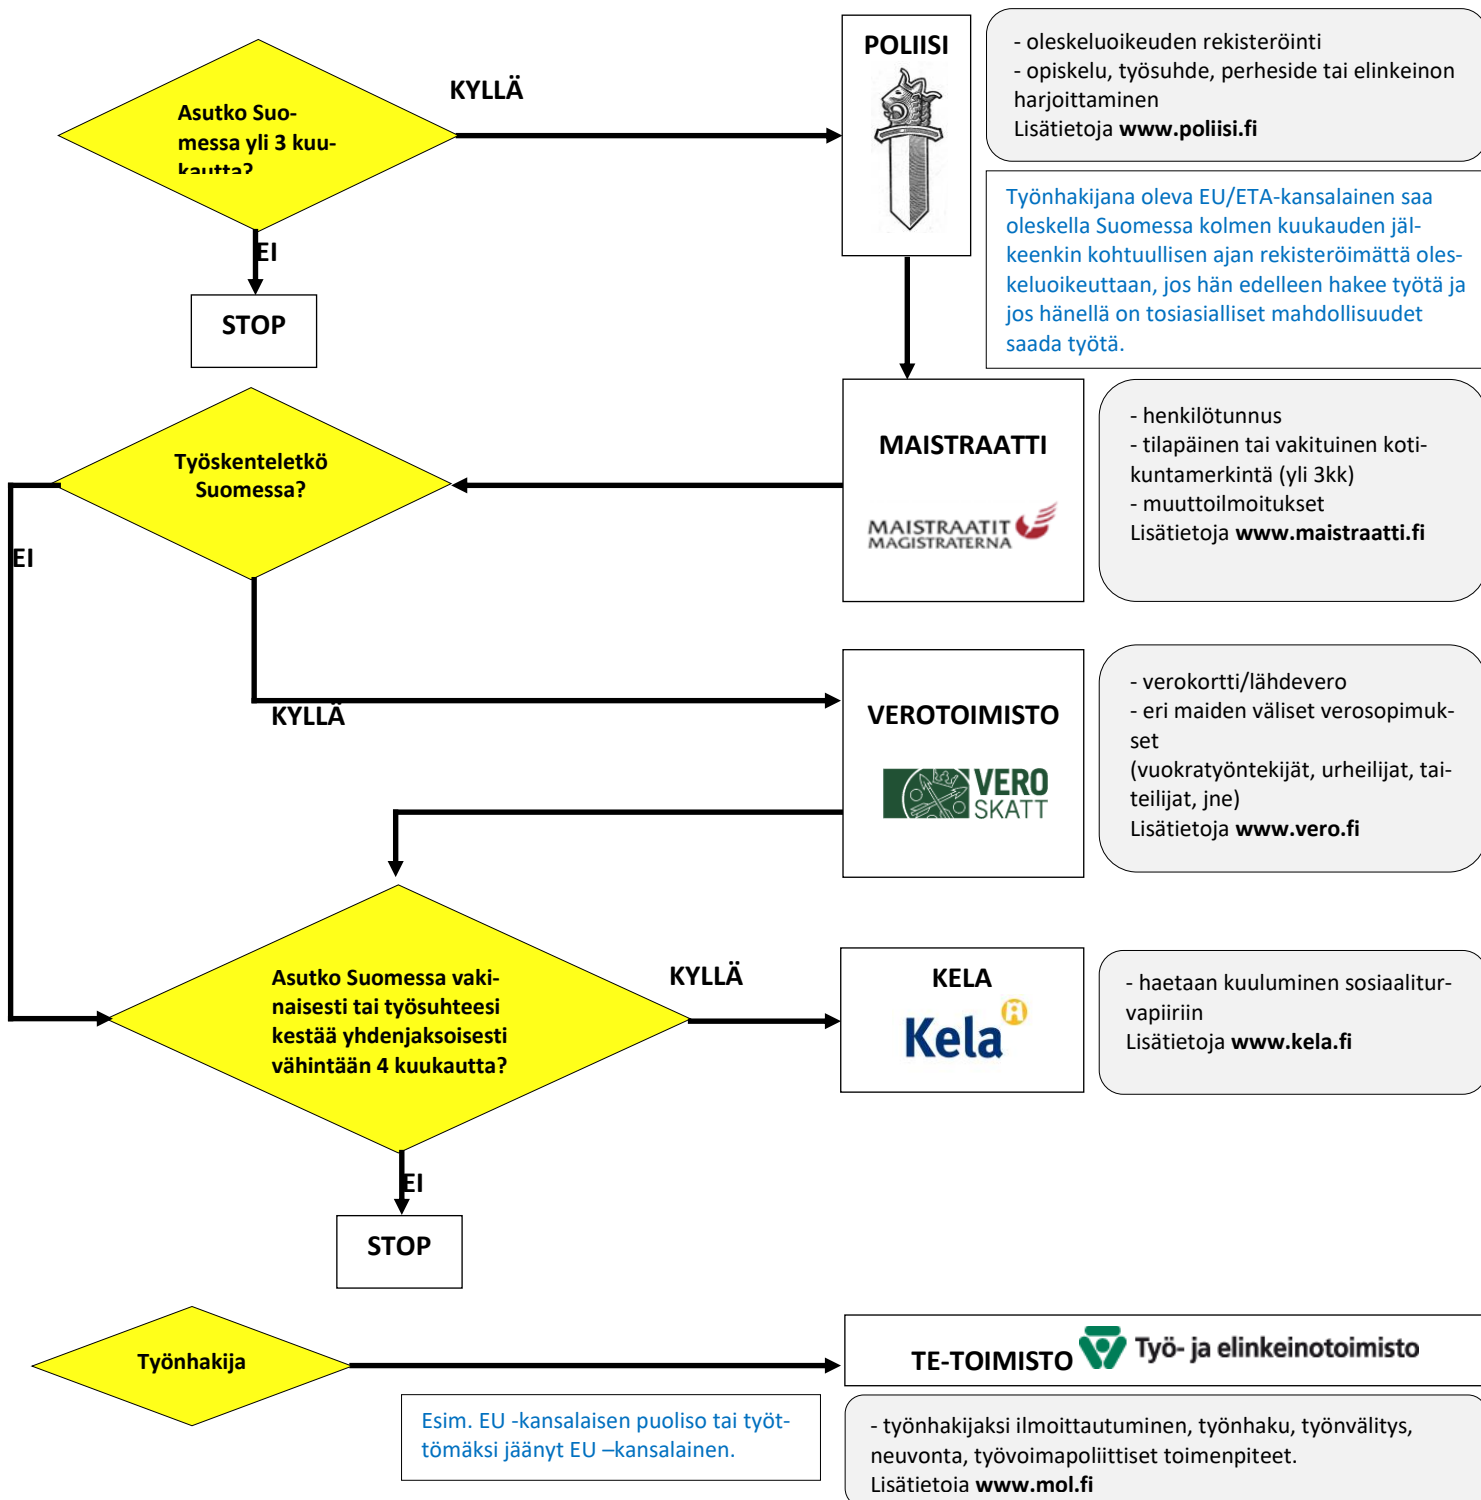 Asutko Suo-
messa yli 3 kuu-
kautta?
KYLLÄ
EI
STOP
POLIISI
- oleskeluoikeuden rekisteröinti
- opiskelu, työsuhde, perheside tai elinkeinon
harjoittaminen
Lisätietoja www.poliisi.fi
Työnhakijana oleva EU/ETA-kansalainen saa
oleskella Suomessa kolmen kuukauden jäl-
keenkin kohtuullisen ajan rekisteröimättä oles-
keluoikeuttaan, jos hän edelleen hakee työtä ja
jos hänellä on tosiasialliset mahdollisuudet
saada työtä.
Työskenteletkö
Suomessa?
EI
KYLLÄ
MAISTRAATTI
MAISTRAATIT
MAGISTRATERNA
- henkilötunnus
- tilapäinen tai vakituinen koti-
kuntamerkintä (yli 3kk)
- muuttoilmoitukset
Lisätietoja www.maistraatti.fi
VEROTOIMISTO
VERO
SKATT
- verokortti/lähdevero
- eri maiden väliset verosopimuk-
set
(vuokratyöntekijät, urheilijat, tai-
teilijat, jne)
Lisätietoja www.vero.fi
Asutko Suomessa vaki-
naisesti tai työsuhteesi
kestää yhdenjaksoisesti
vähintään 4 kuukautta?
KYLLÄ
EI
STOP
KELA
Kela
- haetaan kuuluminen sosiaalitur-
vapiiriin
Lisätietoja www.kela.fi
Työnhakija
TE-TOIMISTO Työ- ja elinkeinotoimisto
Esim. EU -kansalaisen puoliso tai työt-
tömäksi jäänyt EU –kansalainen.
- työnhakijaksi ilmoittautuminen, työnhaku, työnvälitys,
neuvonta, työvoimapoliittiset toimenpiteet.
Lisätietoja www.mol.fi